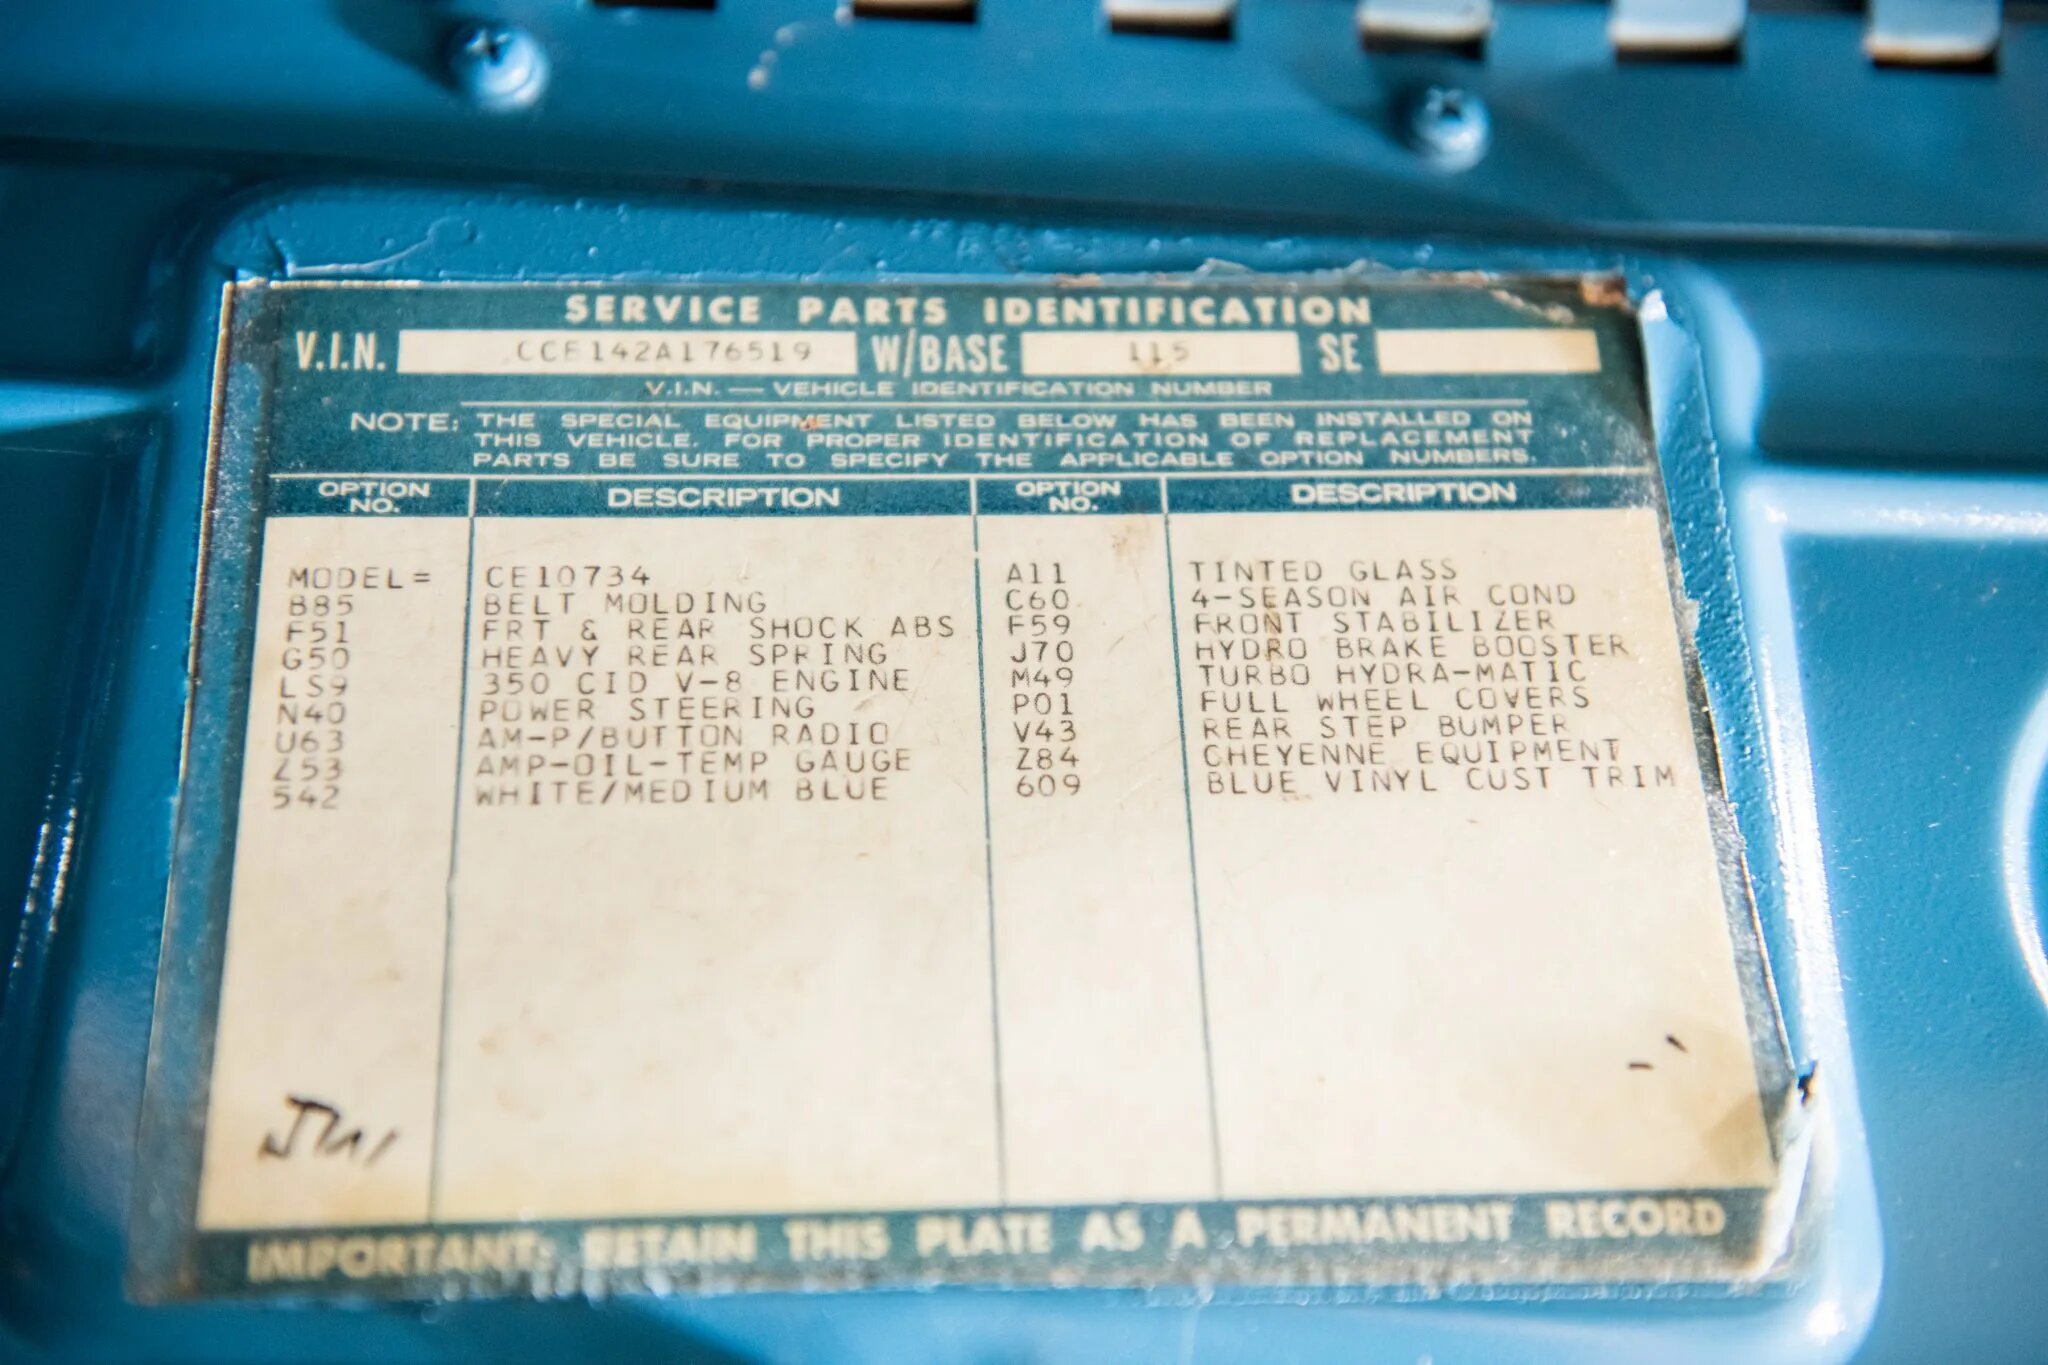 SERVICE PARTS IDENTIFICATION
V.I.N. CCE142A176519 W/BASE 115 SE
V.I.N. — VEHICLE IDENTIFICATION NUMBER
NOTE: THE SPECIAL EQUIPMENT LISTED BELOW HAS BEEN INSTALLED ON
THIS VEHICLE. FOR PROPER IDENTIFICATION OF REPLACEMENT
PARTS BE SURE TO SPECIFY THE APPLICABLE OPTION NUMBERS.
OPTION NO. DESCRIPTION OPTION NO. DESCRIPTION
MODEL= CE10734 A11 TINTED GLASS
B85 BELT MOLDING C60 4-SEASON AIR COND
F51 FRT & REAR SHOCK ABS F59 FRONT STABILIZER
G50 HEAVY REAR SPRING J70 HYDRO BRAKE BOOSTER
LS9 350 CID V-8 ENGINE M49 TURBO HYDRA-MATIC
N40 POWER STEERING P01 FULL WHEEL COVERS
U63 AM-P/BUTTON RADIO V43 REAR STEP BUMPER
Z53 AMP-OIL-TEMP GAUGE Z84 CHEYENNE EQUIPMENT
542 WHITE/MEDIUM BLUE 609 BLUE VINYL CUST TRIM
IMPORTANT: RETAIN THIS PLATE AS A PERMANENT RECORD